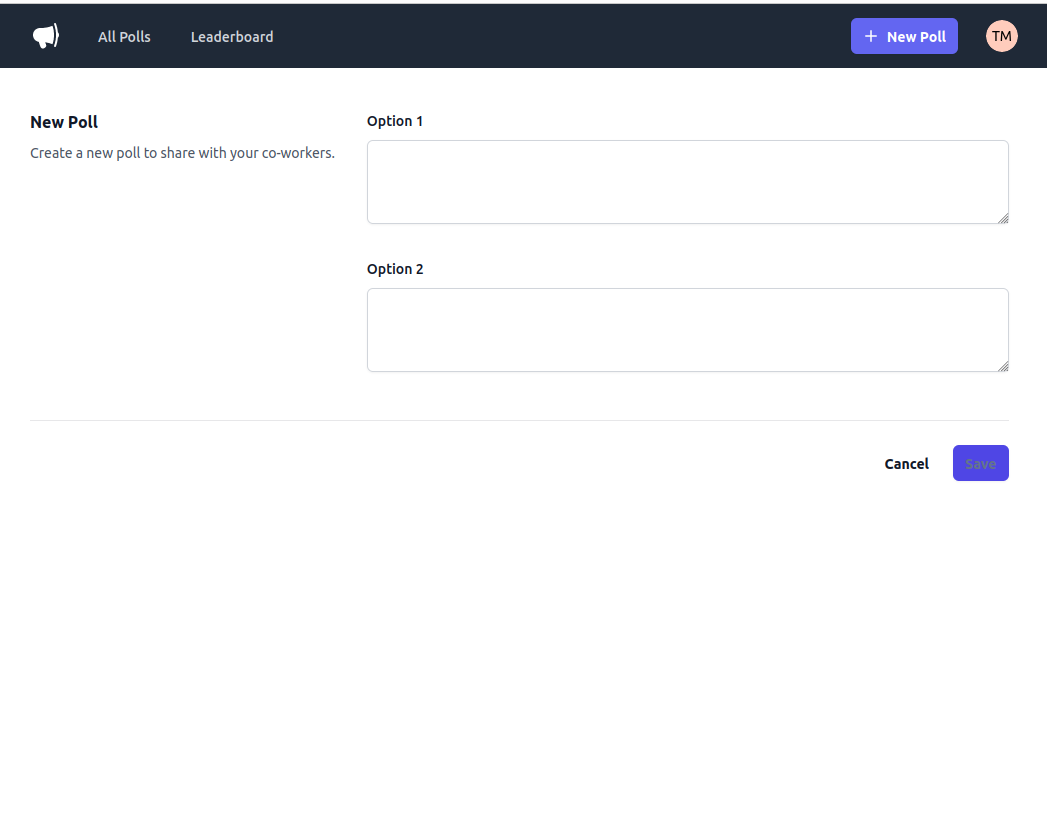 All Polls
Leaderboard
New Poll
TM
New Poll
Create a new poll to share with your co-workers.
Option 1
Option 2
Cancel
Save